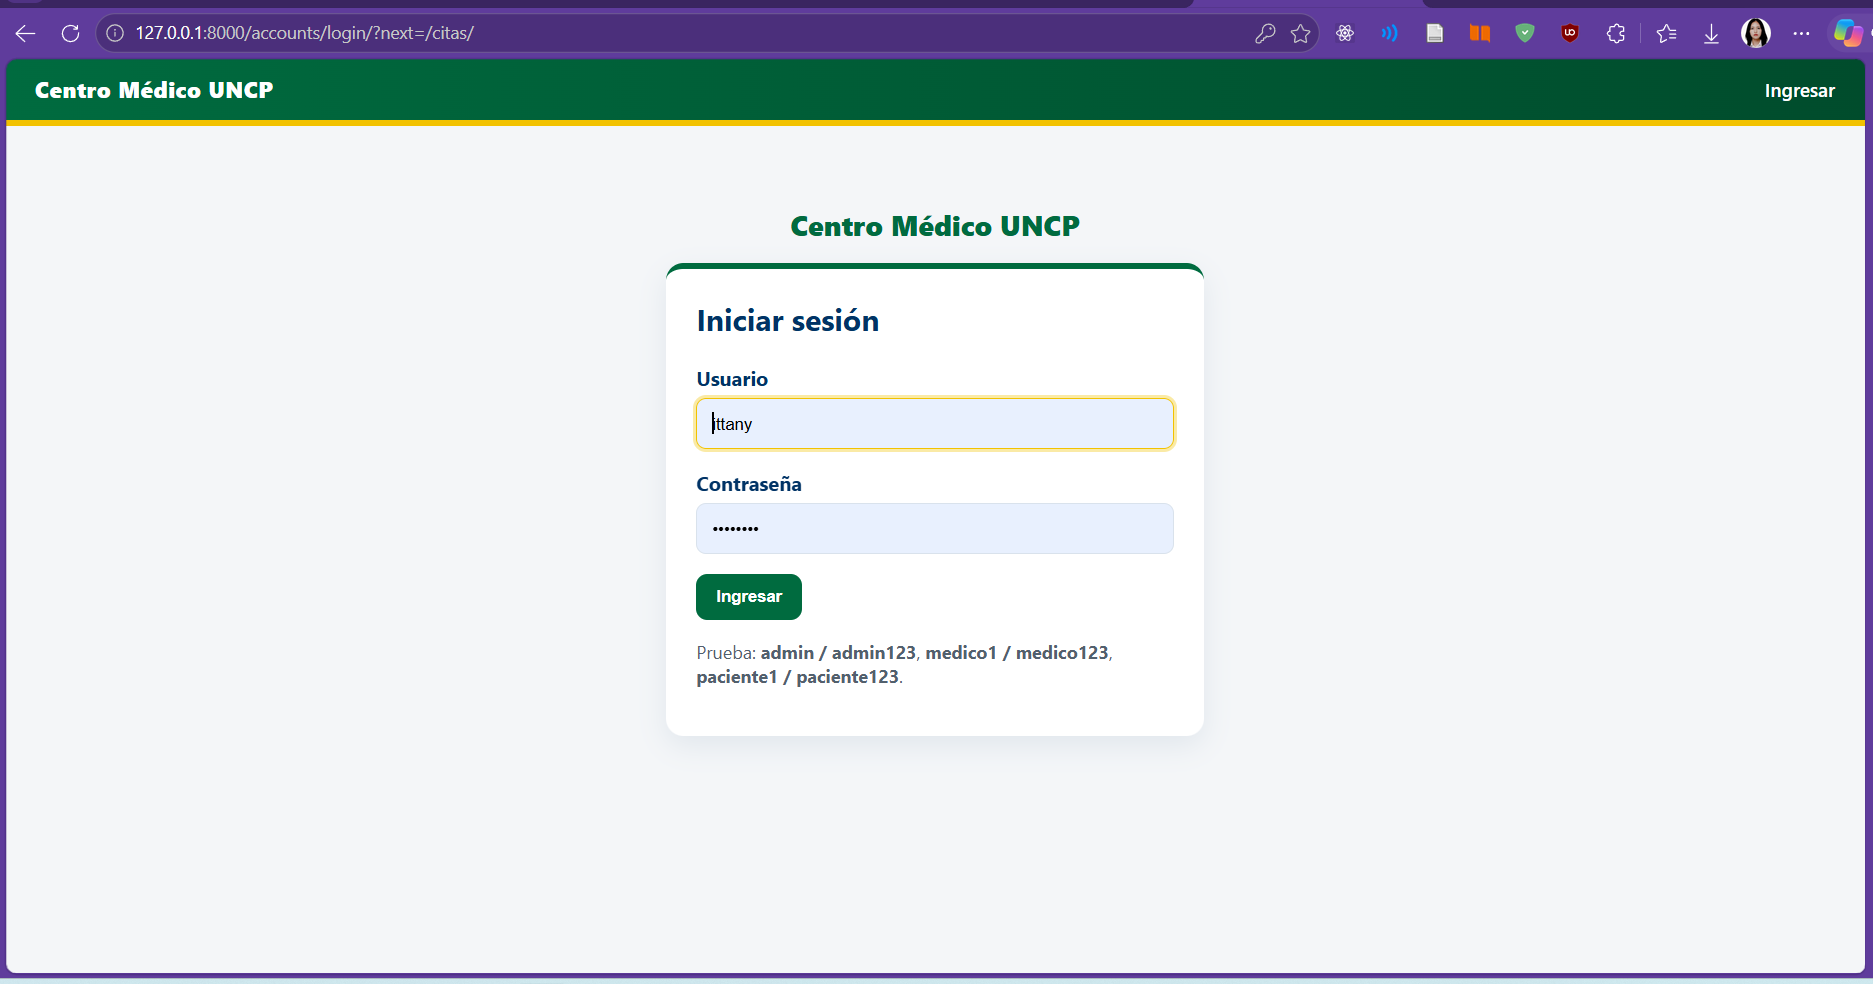 127.0.0.1:8000/accounts/login/?next=/citas/
Centro Médico UNCP
Ingresar
Centro Médico UNCP
Iniciar sesión
Usuario
ittany
Contraseña
••••••••
Ingresar
Prueba: admin / admin123, medico1 / medico123,
paciente1 / paciente123.